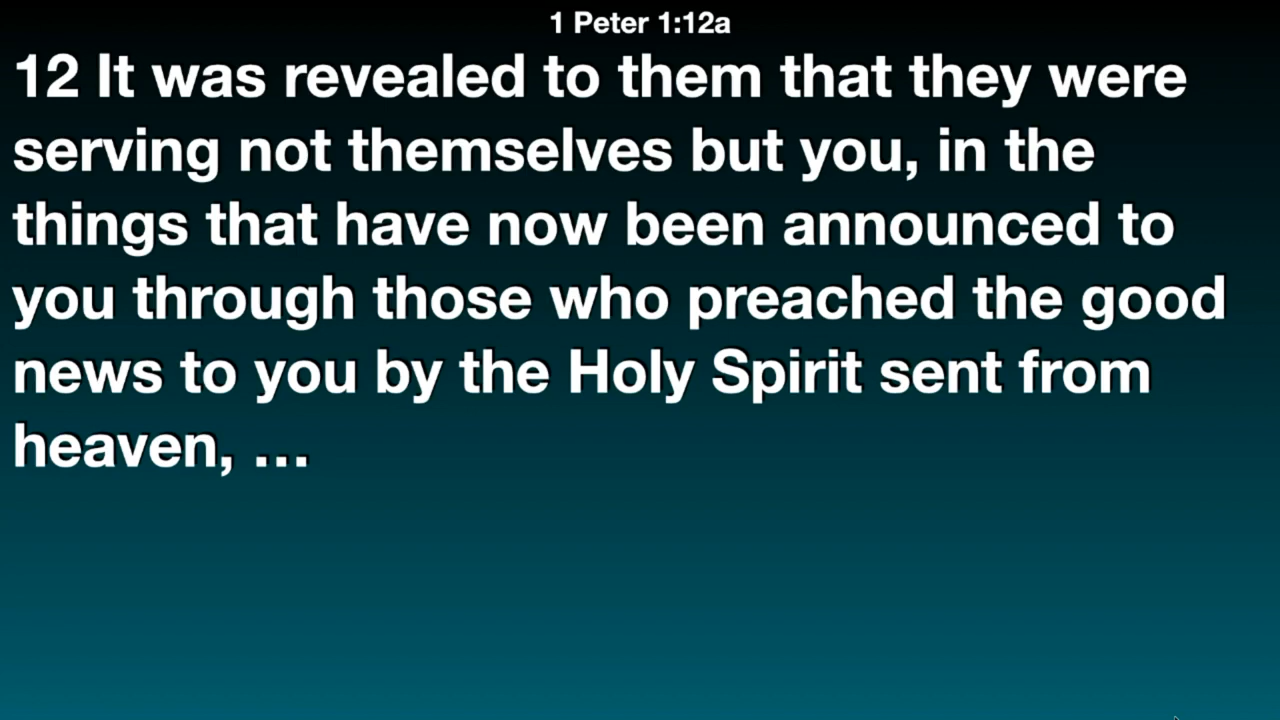 1 Peter 1:12a
12 It was revealed to them that they were
serving not themselves but you, in the
things that have now been announced to
you through those who preached the good
news to you by the Holy Spirit sent from
heaven, …